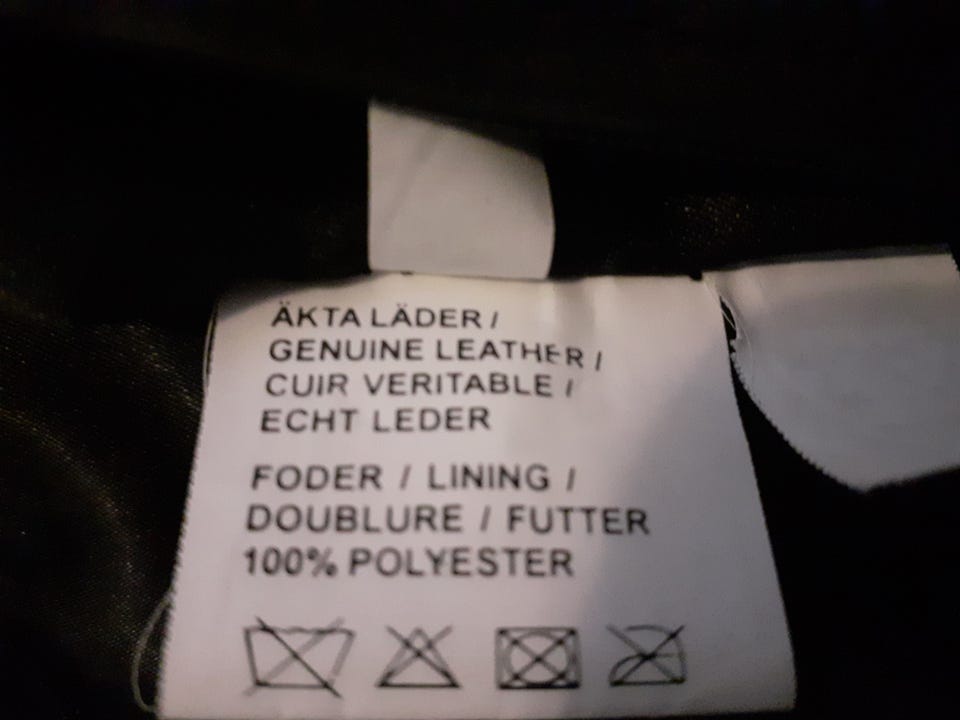 ÄKTA LÄDER /
GENUINE LEATHER /
CUIR VERITABLE /
ECHT LEDER
FODER / LINING /
DOUBLURE / FUTTER
100% POLYESTER